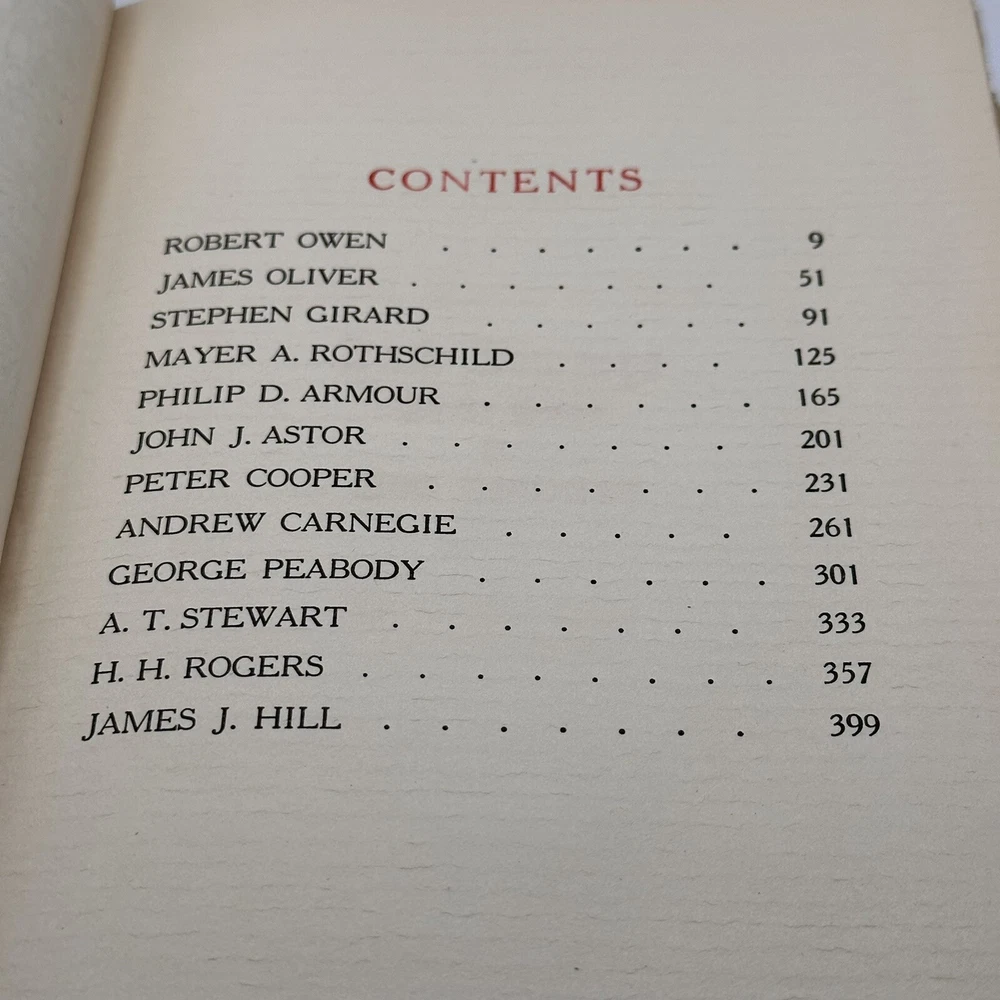 CONTENTS
ROBERT OWEN . . . . . . . 9
JAMES OLIVER . . . . . . . 51
STEPHEN GIRARD . . . . . . 91
MAYER A. ROTHSCHILD . . . . 125
PHILIP D. ARMOUR . . . . . . 165
JOHN J. ASTOR . . . . . . . 201
PETER COOPER . . . . . . . 231
ANDREW CARNEGIE . . . . . 261
GEORGE PEABODY . . . . . . 301
A. T. STEWART . . . . . . . 333
H. H. ROGERS . . . . . . . . 357
JAMES J. HILL . . . . . . . 399